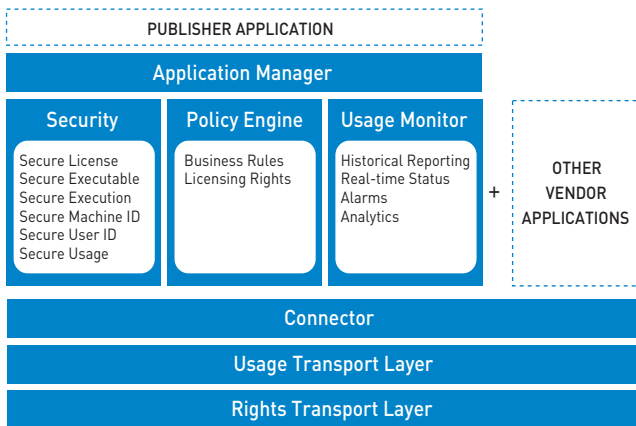 PUBLISHER APPLICATION
Application Manager
Security
Secure License
Secure Executable
Secure Execution
Secure Machine ID
Secure User ID
Secure Usage
Policy Engine
Business Rules
Licensing Rights
Usage Monitor
Historical Reporting
Real-time Status
Alarms
Analytics
+
OTHER
VENDOR
APPLICATIONS
Connector
Usage Transport Layer
Rights Transport Layer